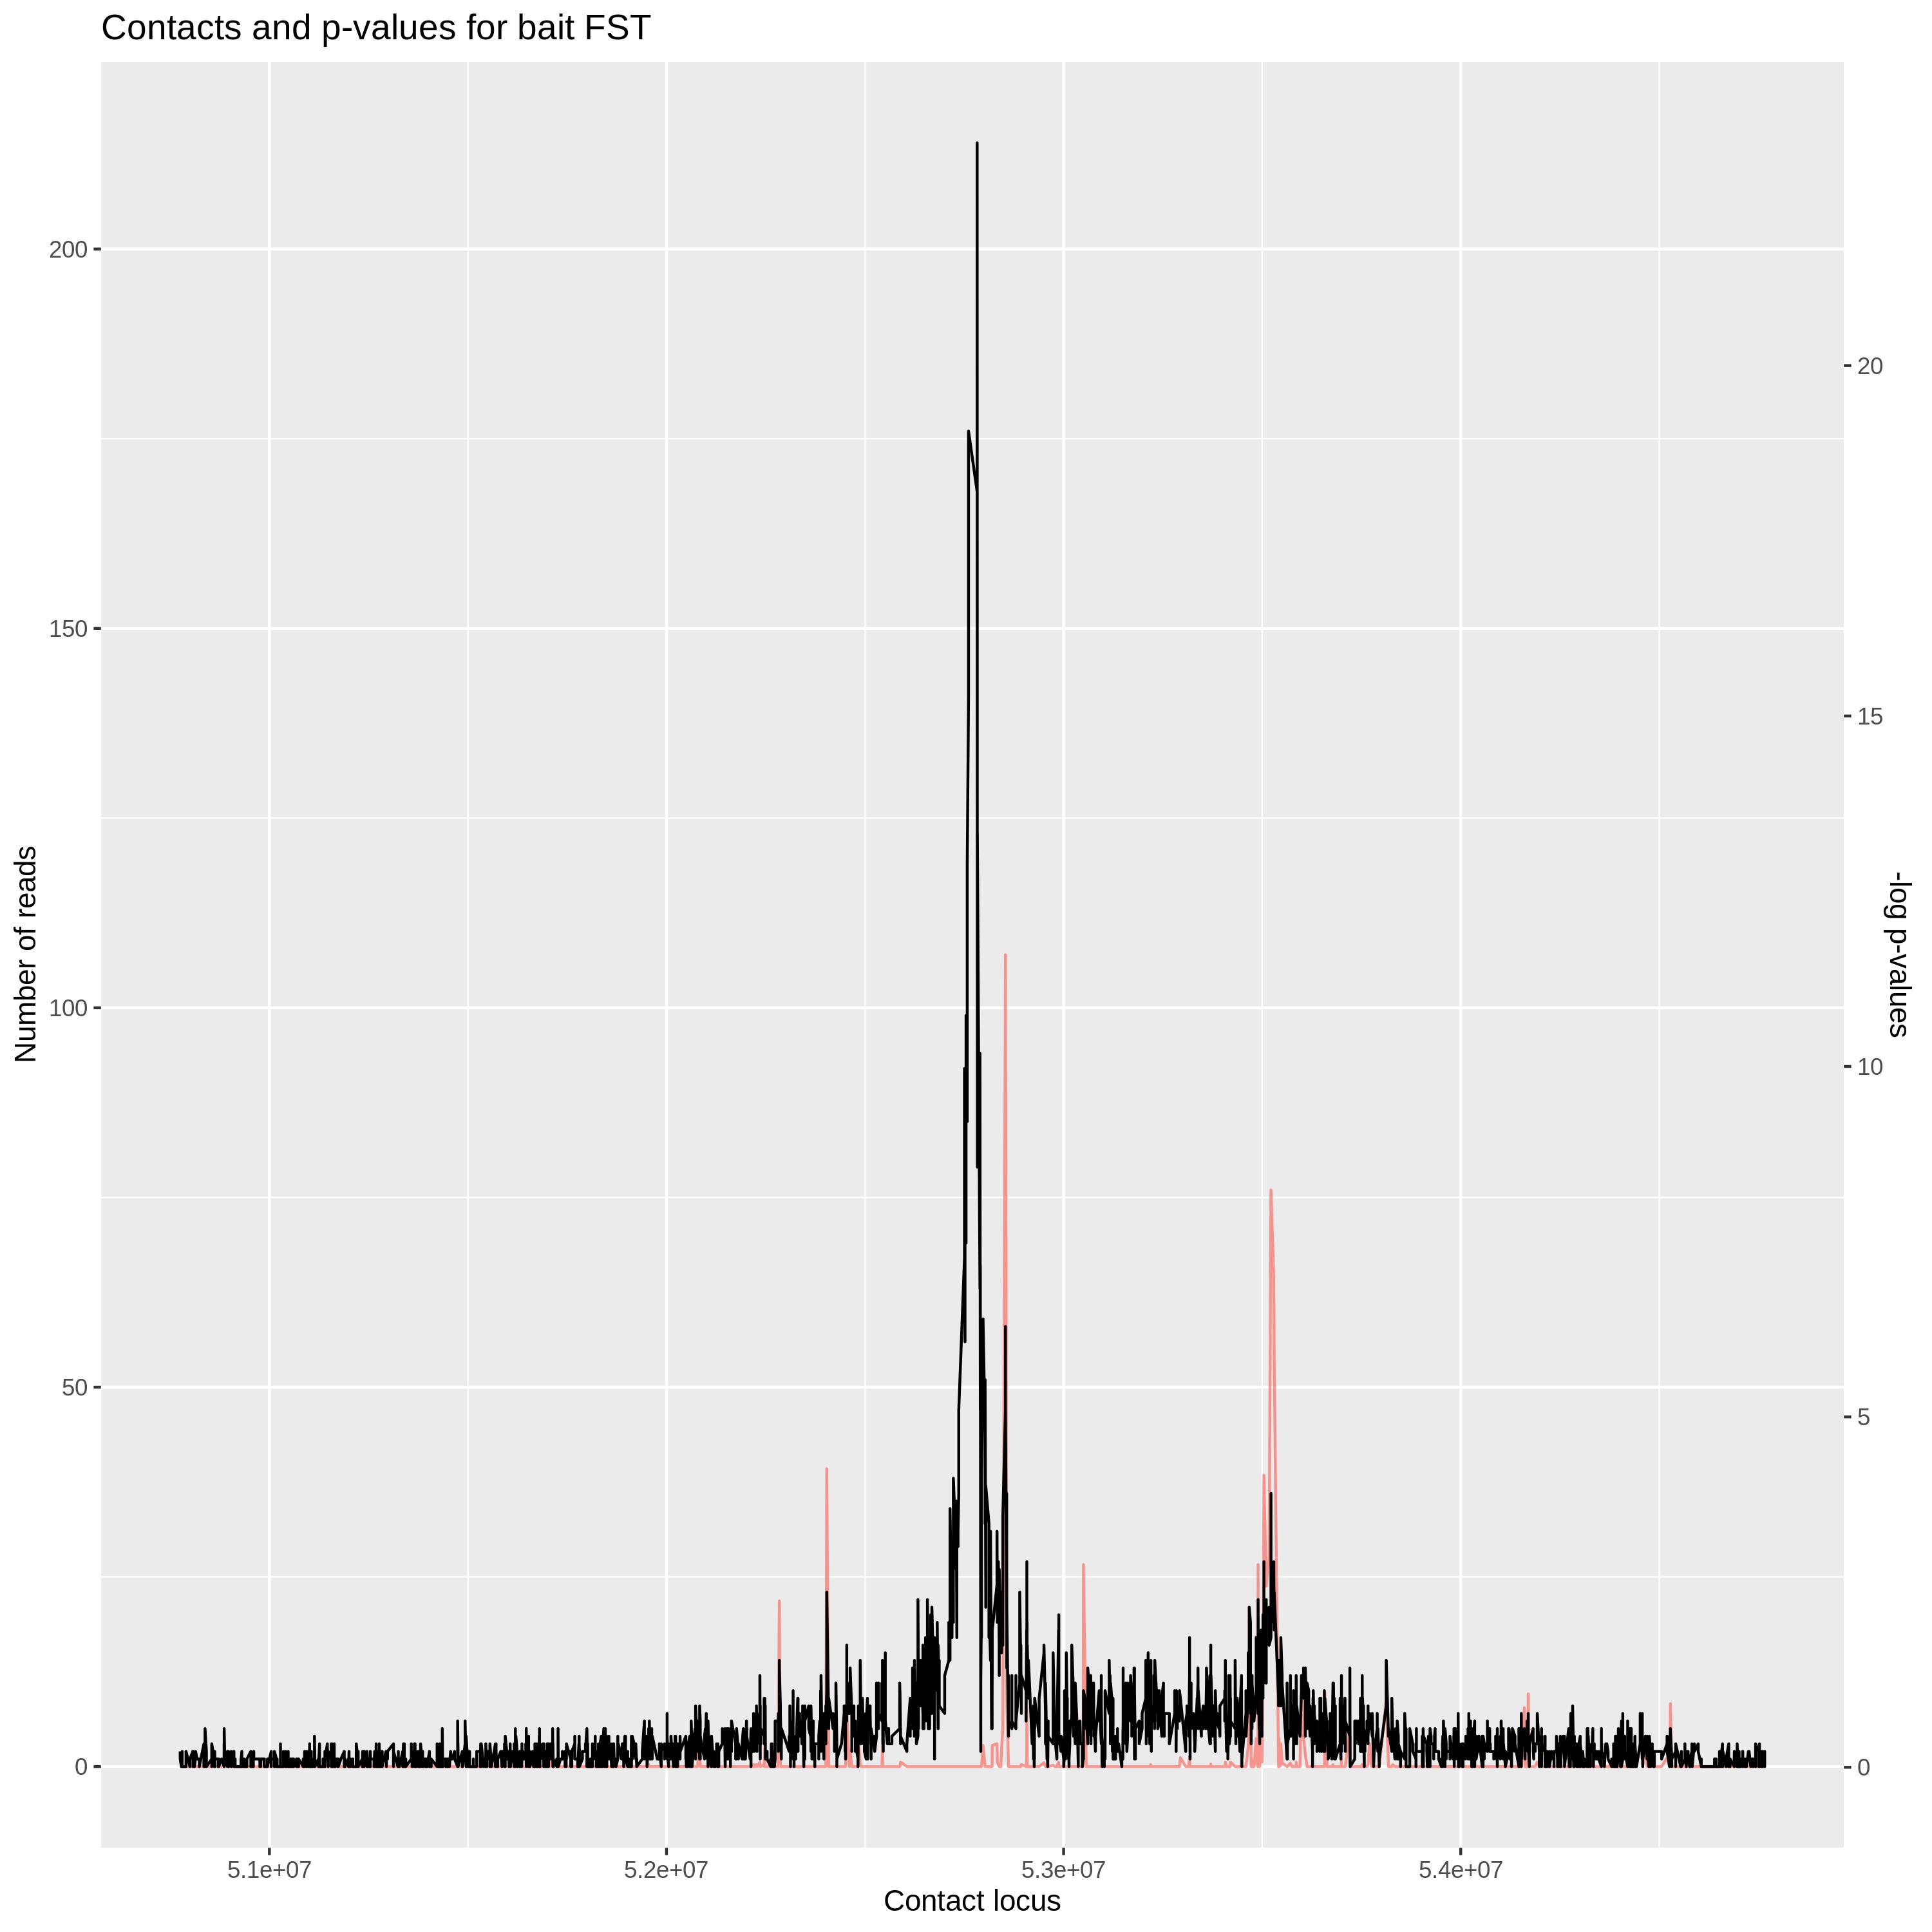 Contacts and p-values for bait FST
200
150
100
50
0
Number of reads
20
15
10
5
0
-log p-values
5.1e+07
5.2e+07
5.3e+07
5.4e+07
Contact locus